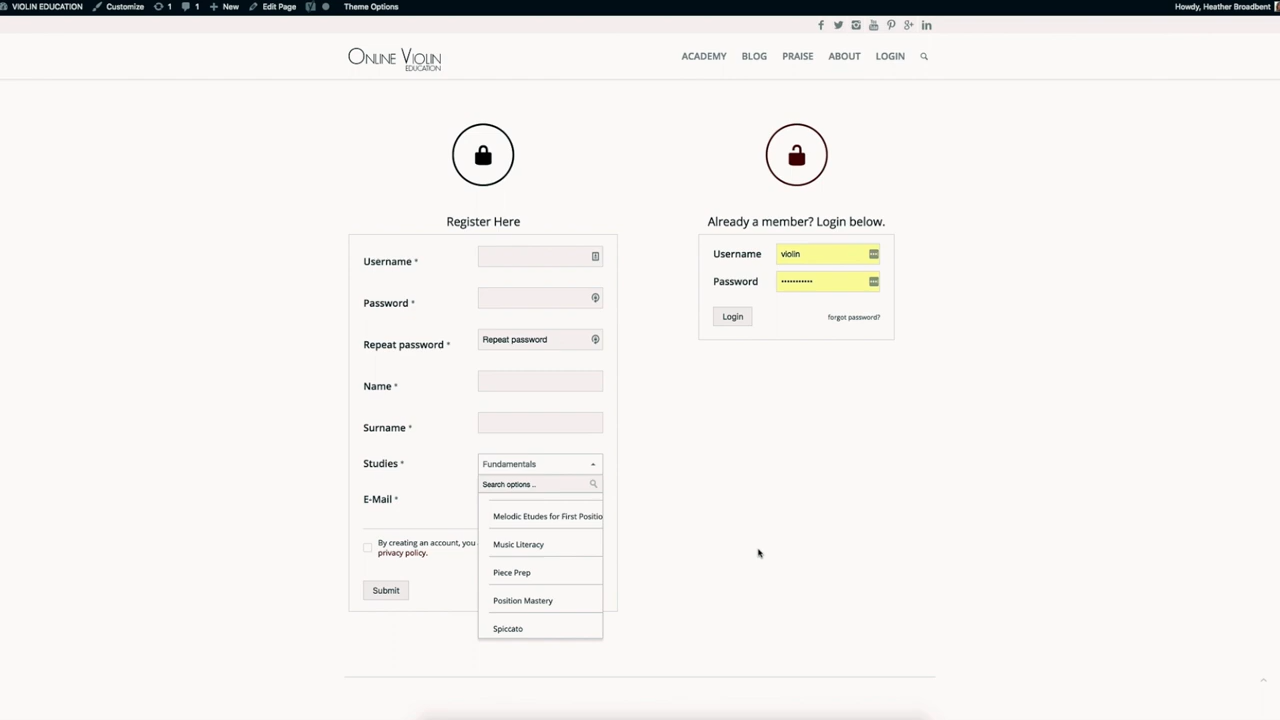 VIOLIN EDUCATION Customize 1 1 New Edit Page Theme Options Howdy, Heather Broadbent
ONLINE VIOLIN
EDUCATION
ACADEMY BLOG PRAISE ABOUT LOGIN
Register Here
Username *
Password *
Repeat password * Repeat password
Name *
Surname *
Studies * Fundamentals
Search options ..
E-Mail *
Melodic Etudes for First Positio
By creating an account, you
privacy policy.
Music Literacy
Piece Prep
Submit
Position Mastery
Spiccato
Already a member? Login below.
Username violin
Password •••••••••••
Login forgot password?